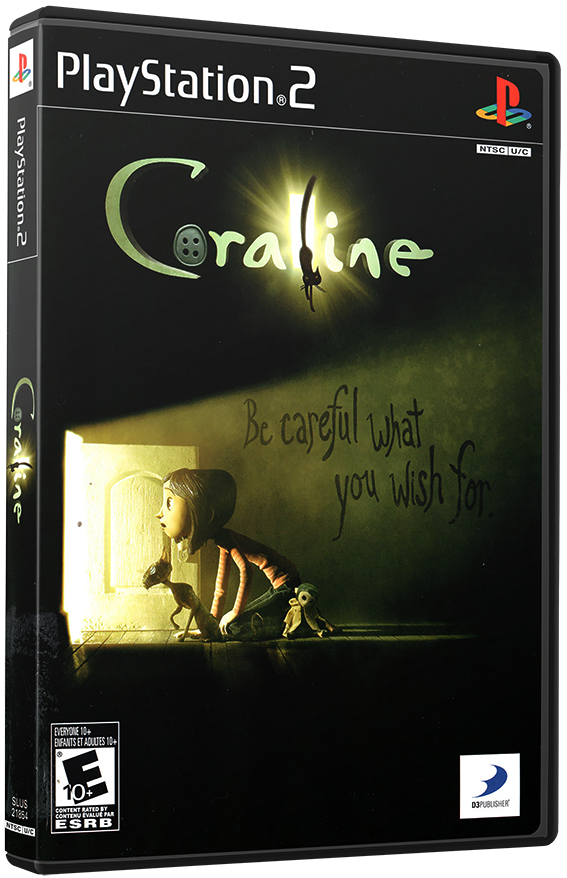 PlayStation®2
NTSC U/C
Coraline
Be careful what
you wish for.
EVERYONE 10+
ENFANTS ET ADULTES 10+
E
10+
®
CONTENT RATED BY
CONTENU ÉVALUÉ PAR
ESRB
D3PUBLISHER®
PlayStation®2
Coraline
SLUS
21864
NTSC U/C